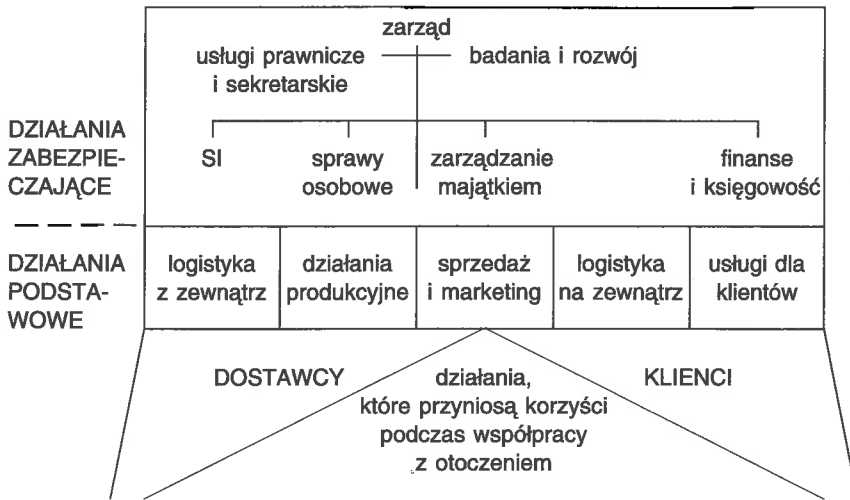 zarząd
usługi prawnicze
i sekretarskie
badania i rozwój
DZIAŁANIA
ZABEZPIE-
CZAJĄCE
SI
sprawy
osobowe
zarządzanie
majątkiem
finanse
i księgowość
DZIAŁANIA
PODSTA-
WOWE
logistyka
z zewnątrz
działania
produkcyjne
sprzedaż
i marketing
logistyka
na zewnątrz
usługi dla
klientów
DOSTAWCY
działania,
które przyniosą korzyści
podczas współpracy
z otoczeniem
KLIENCI